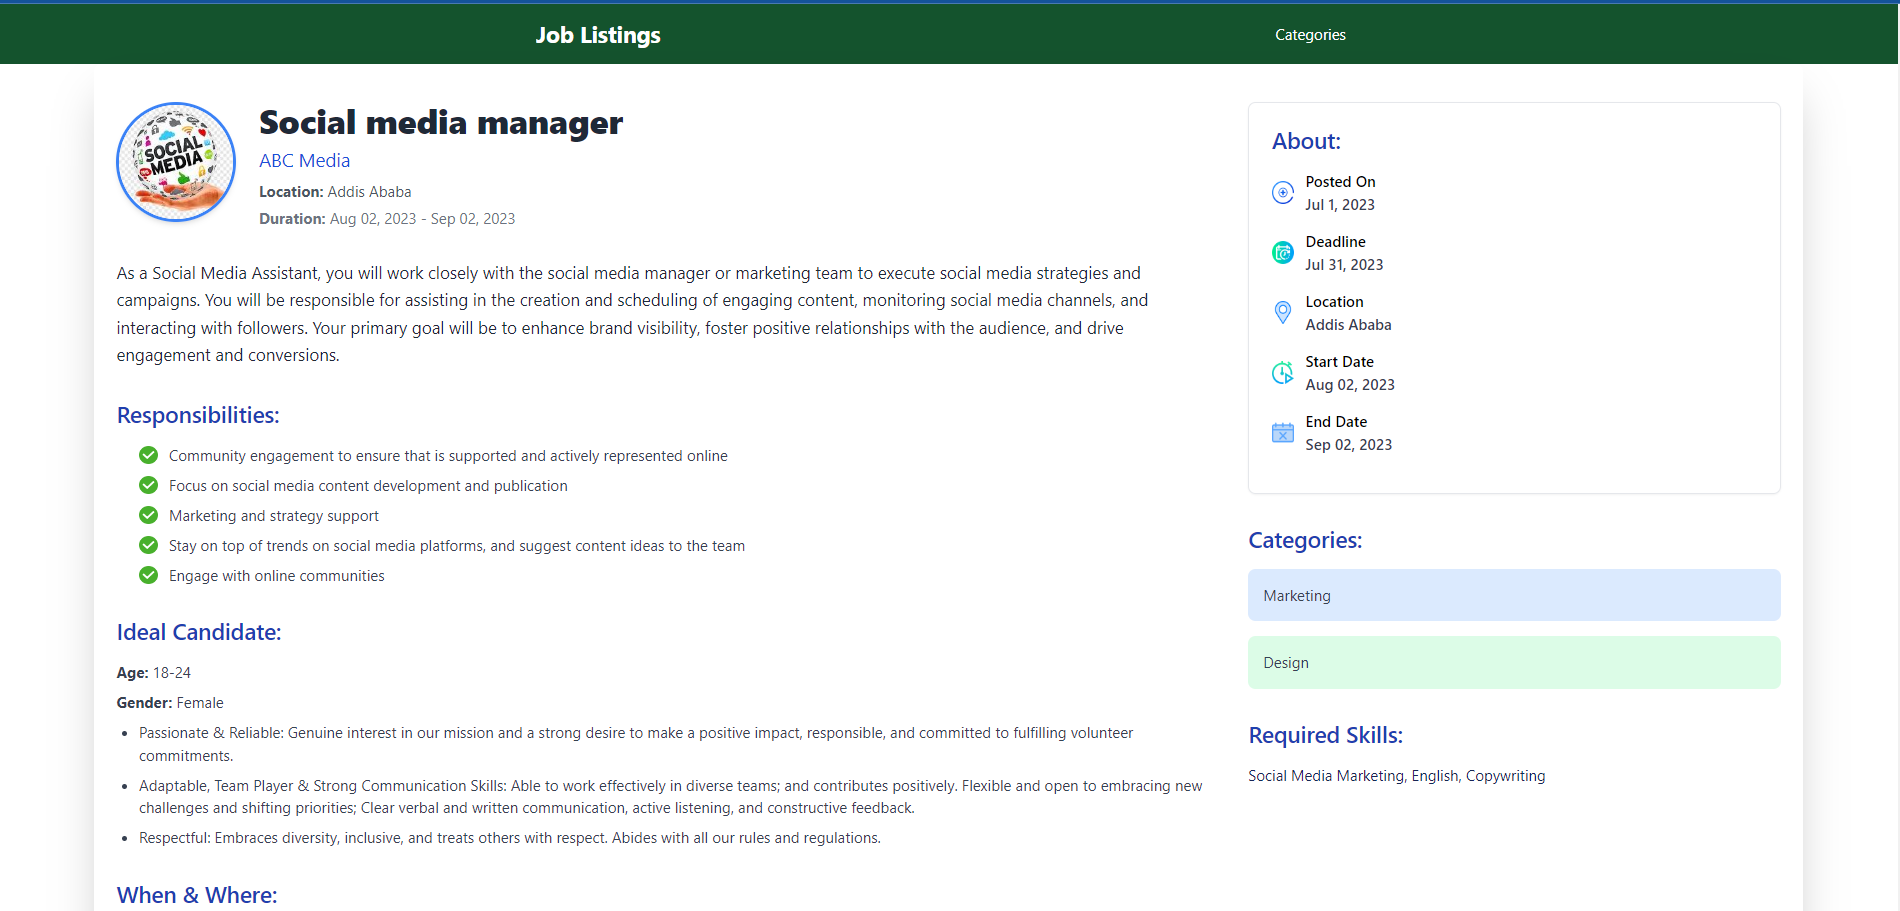 Job Listings
Categories
SOCIAL
MEDIA
Social media manager
ABC Media
Location: Addis Ababa
Duration: Aug 02, 2023 - Sep 02, 2023
As a Social Media Assistant, you will work closely with the social media manager or marketing team to execute social media strategies and
campaigns. You will be responsible for assisting in the creation and scheduling of engaging content, monitoring social media channels, and
interacting with followers. Your primary goal will be to enhance brand visibility, foster positive relationships with the audience, and drive
engagement and conversions.
Responsibilities:
Community engagement to ensure that is supported and actively represented online
Focus on social media content development and publication
Marketing and strategy support
Stay on top of trends on social media platforms, and suggest content ideas to the team
Engage with online communities
Ideal Candidate:
Age: 18-24
Gender: Female
• Passionate & Reliable: Genuine interest in our mission and a strong desire to make a positive impact, responsible, and committed to fulfilling volunteer
commitments.
• Adaptable, Team Player & Strong Communication Skills: Able to work effectively in diverse teams; and contributes positively. Flexible and open to embracing new
challenges and shifting priorities; Clear verbal and written communication, active listening, and constructive feedback.
• Respectful: Embraces diversity, inclusive, and treats others with respect. Abides with all our rules and regulations.
When & Where:
About:
Posted On
Jul 1, 2023
Deadline
Jul 31, 2023
Location
Addis Ababa
Start Date
Aug 02, 2023
End Date
Sep 02, 2023
Categories:
Marketing
Design
Required Skills:
Social Media Marketing, English, Copywriting